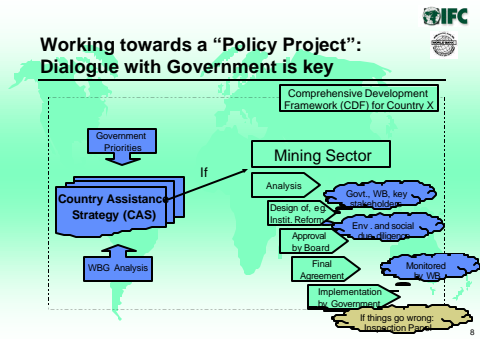 IFC
Working towards a “Policy Project”:
Dialogue with Government is key
Comprehensive Development
Framework (CDF) for Country X
Government
Priorities
If
Mining Sector
Country Assistance
Strategy (CAS)
WBG Analysis
Analysis
Govt., WB, key
stakeholders
Design of, eg.
Instit. Reform
Env . and social
due-diligence
Approval
by Board
Final
Agreement
Monitored
by WB
Implementation
by Government
If things go wrong:
Inspection Panel
8